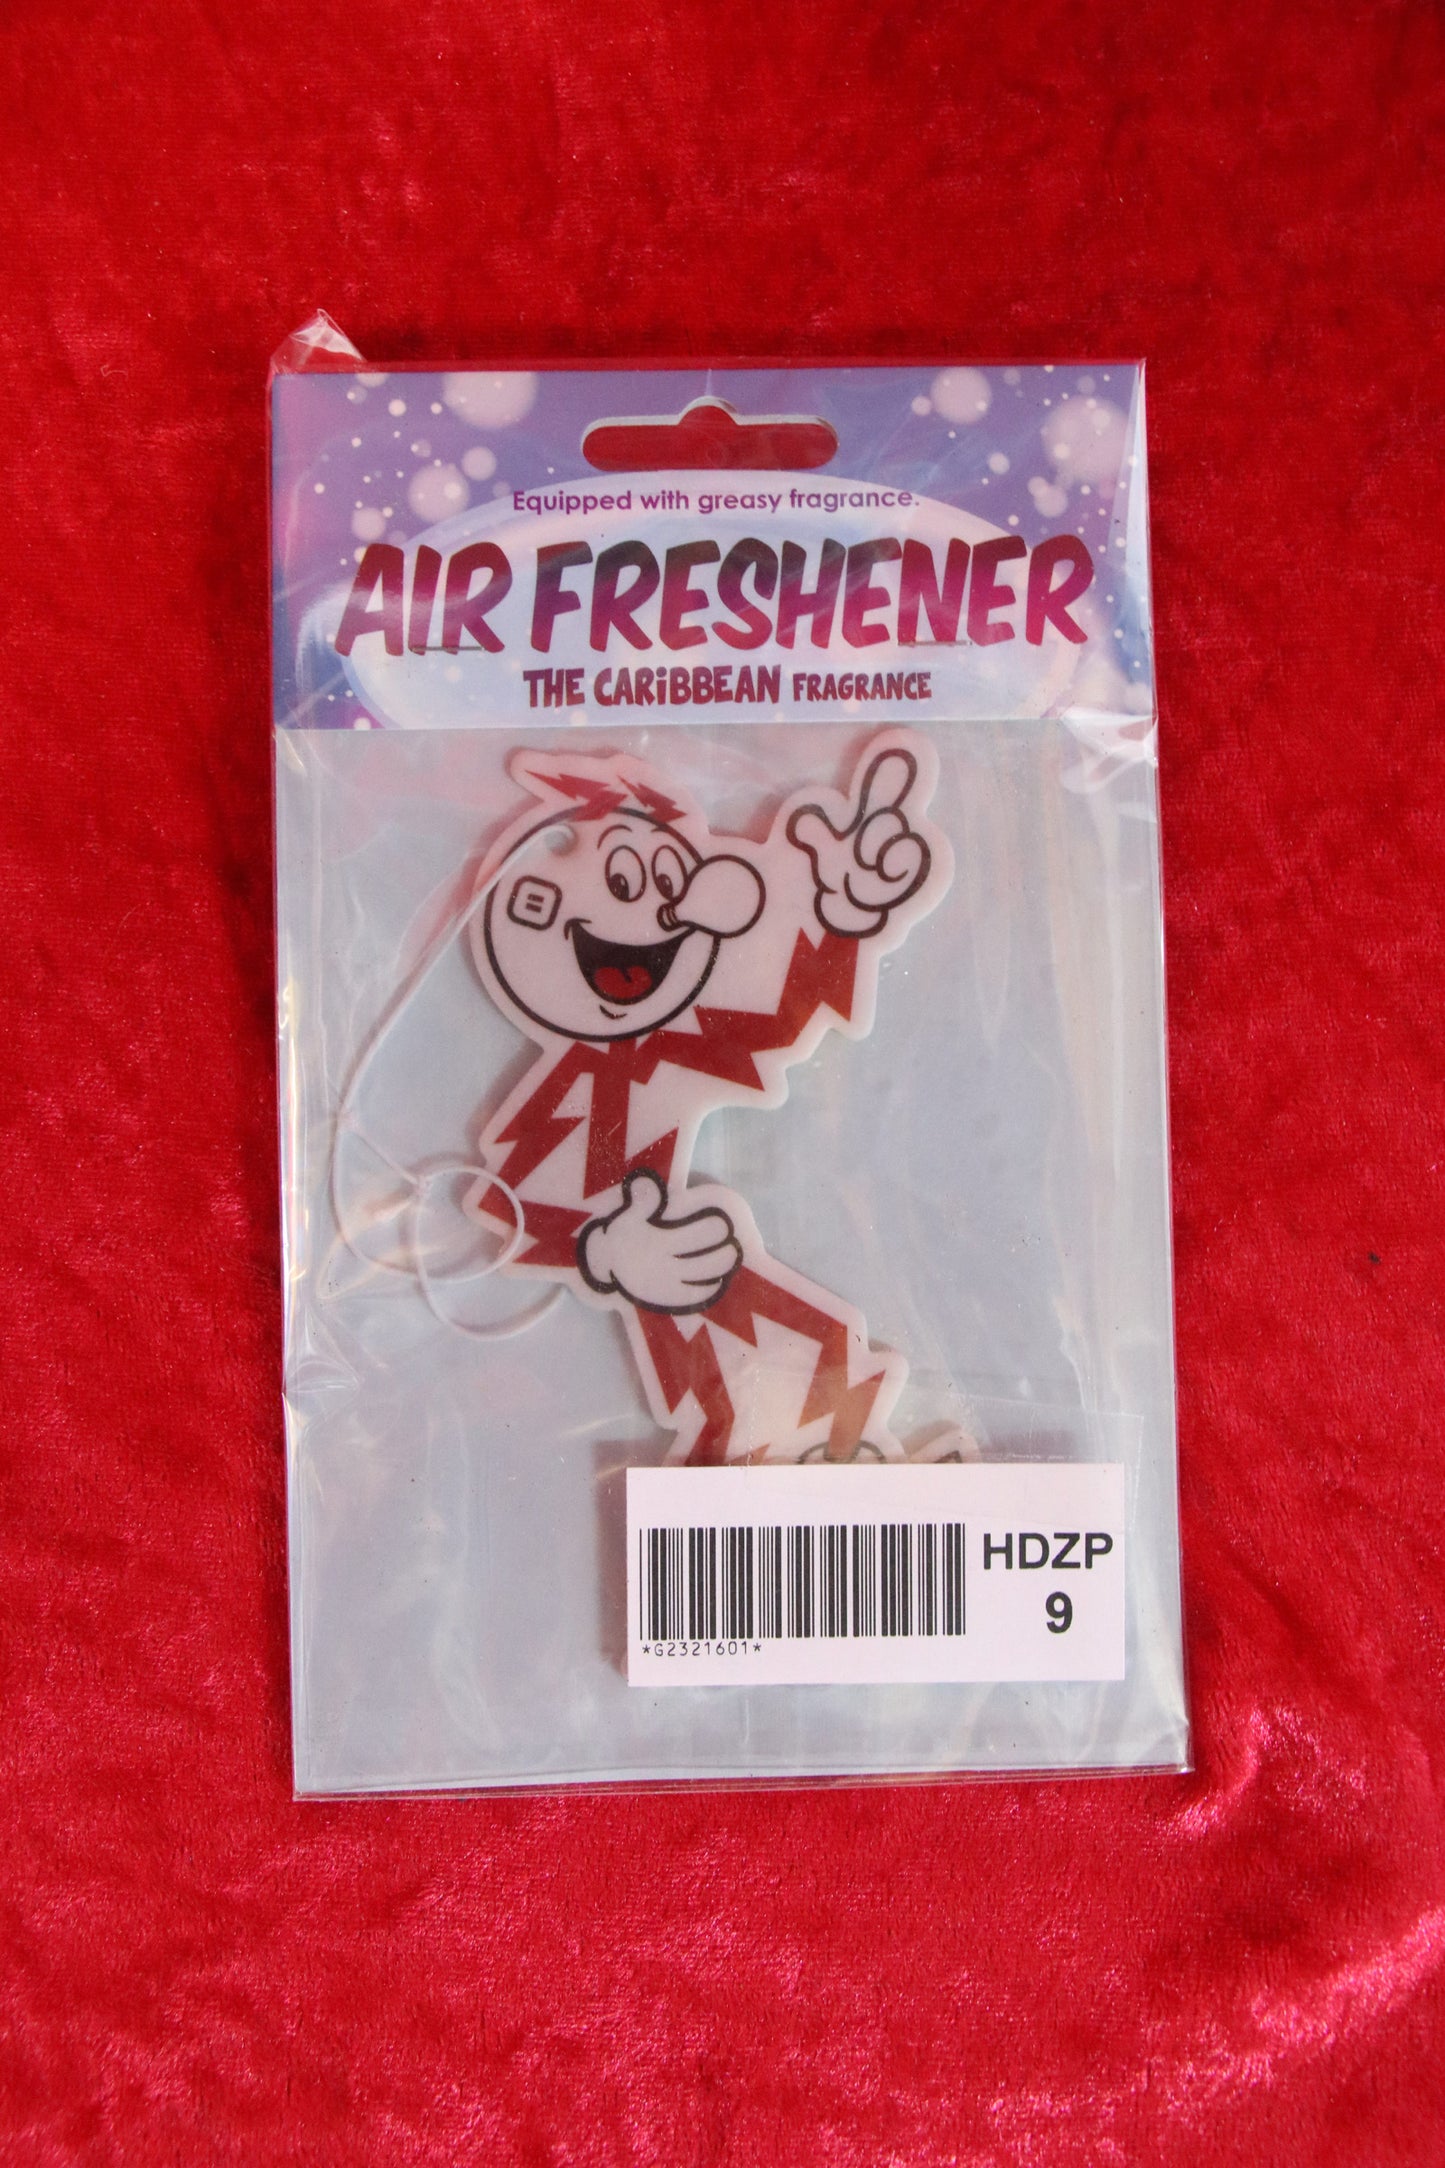 Equipped with greasy fragrance.
AIR FRESHENER
THE CARiBBEAN FRAGRANCE
HDZP
9
*G2321601*